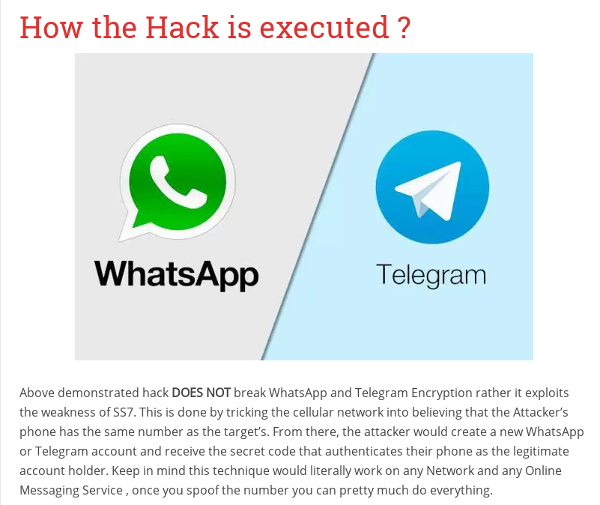 How the Hack is executed ?
WhatsApp
Telegram
Above demonstrated hack DOES NOT break WhatsApp and Telegram Encryption rather it exploits
the weakness of SS7. This is done by tricking the cellular network into believing that the Attacker’s
phone has the same number as the target’s. From there, the attacker would create a new WhatsApp
or Telegram account and receive the secret code that authenticates their phone as the legitimate
account holder. Keep in mind this technique would literally work on any Network and any Online
Messaging Service , once you spoof the number you can pretty much do everything.